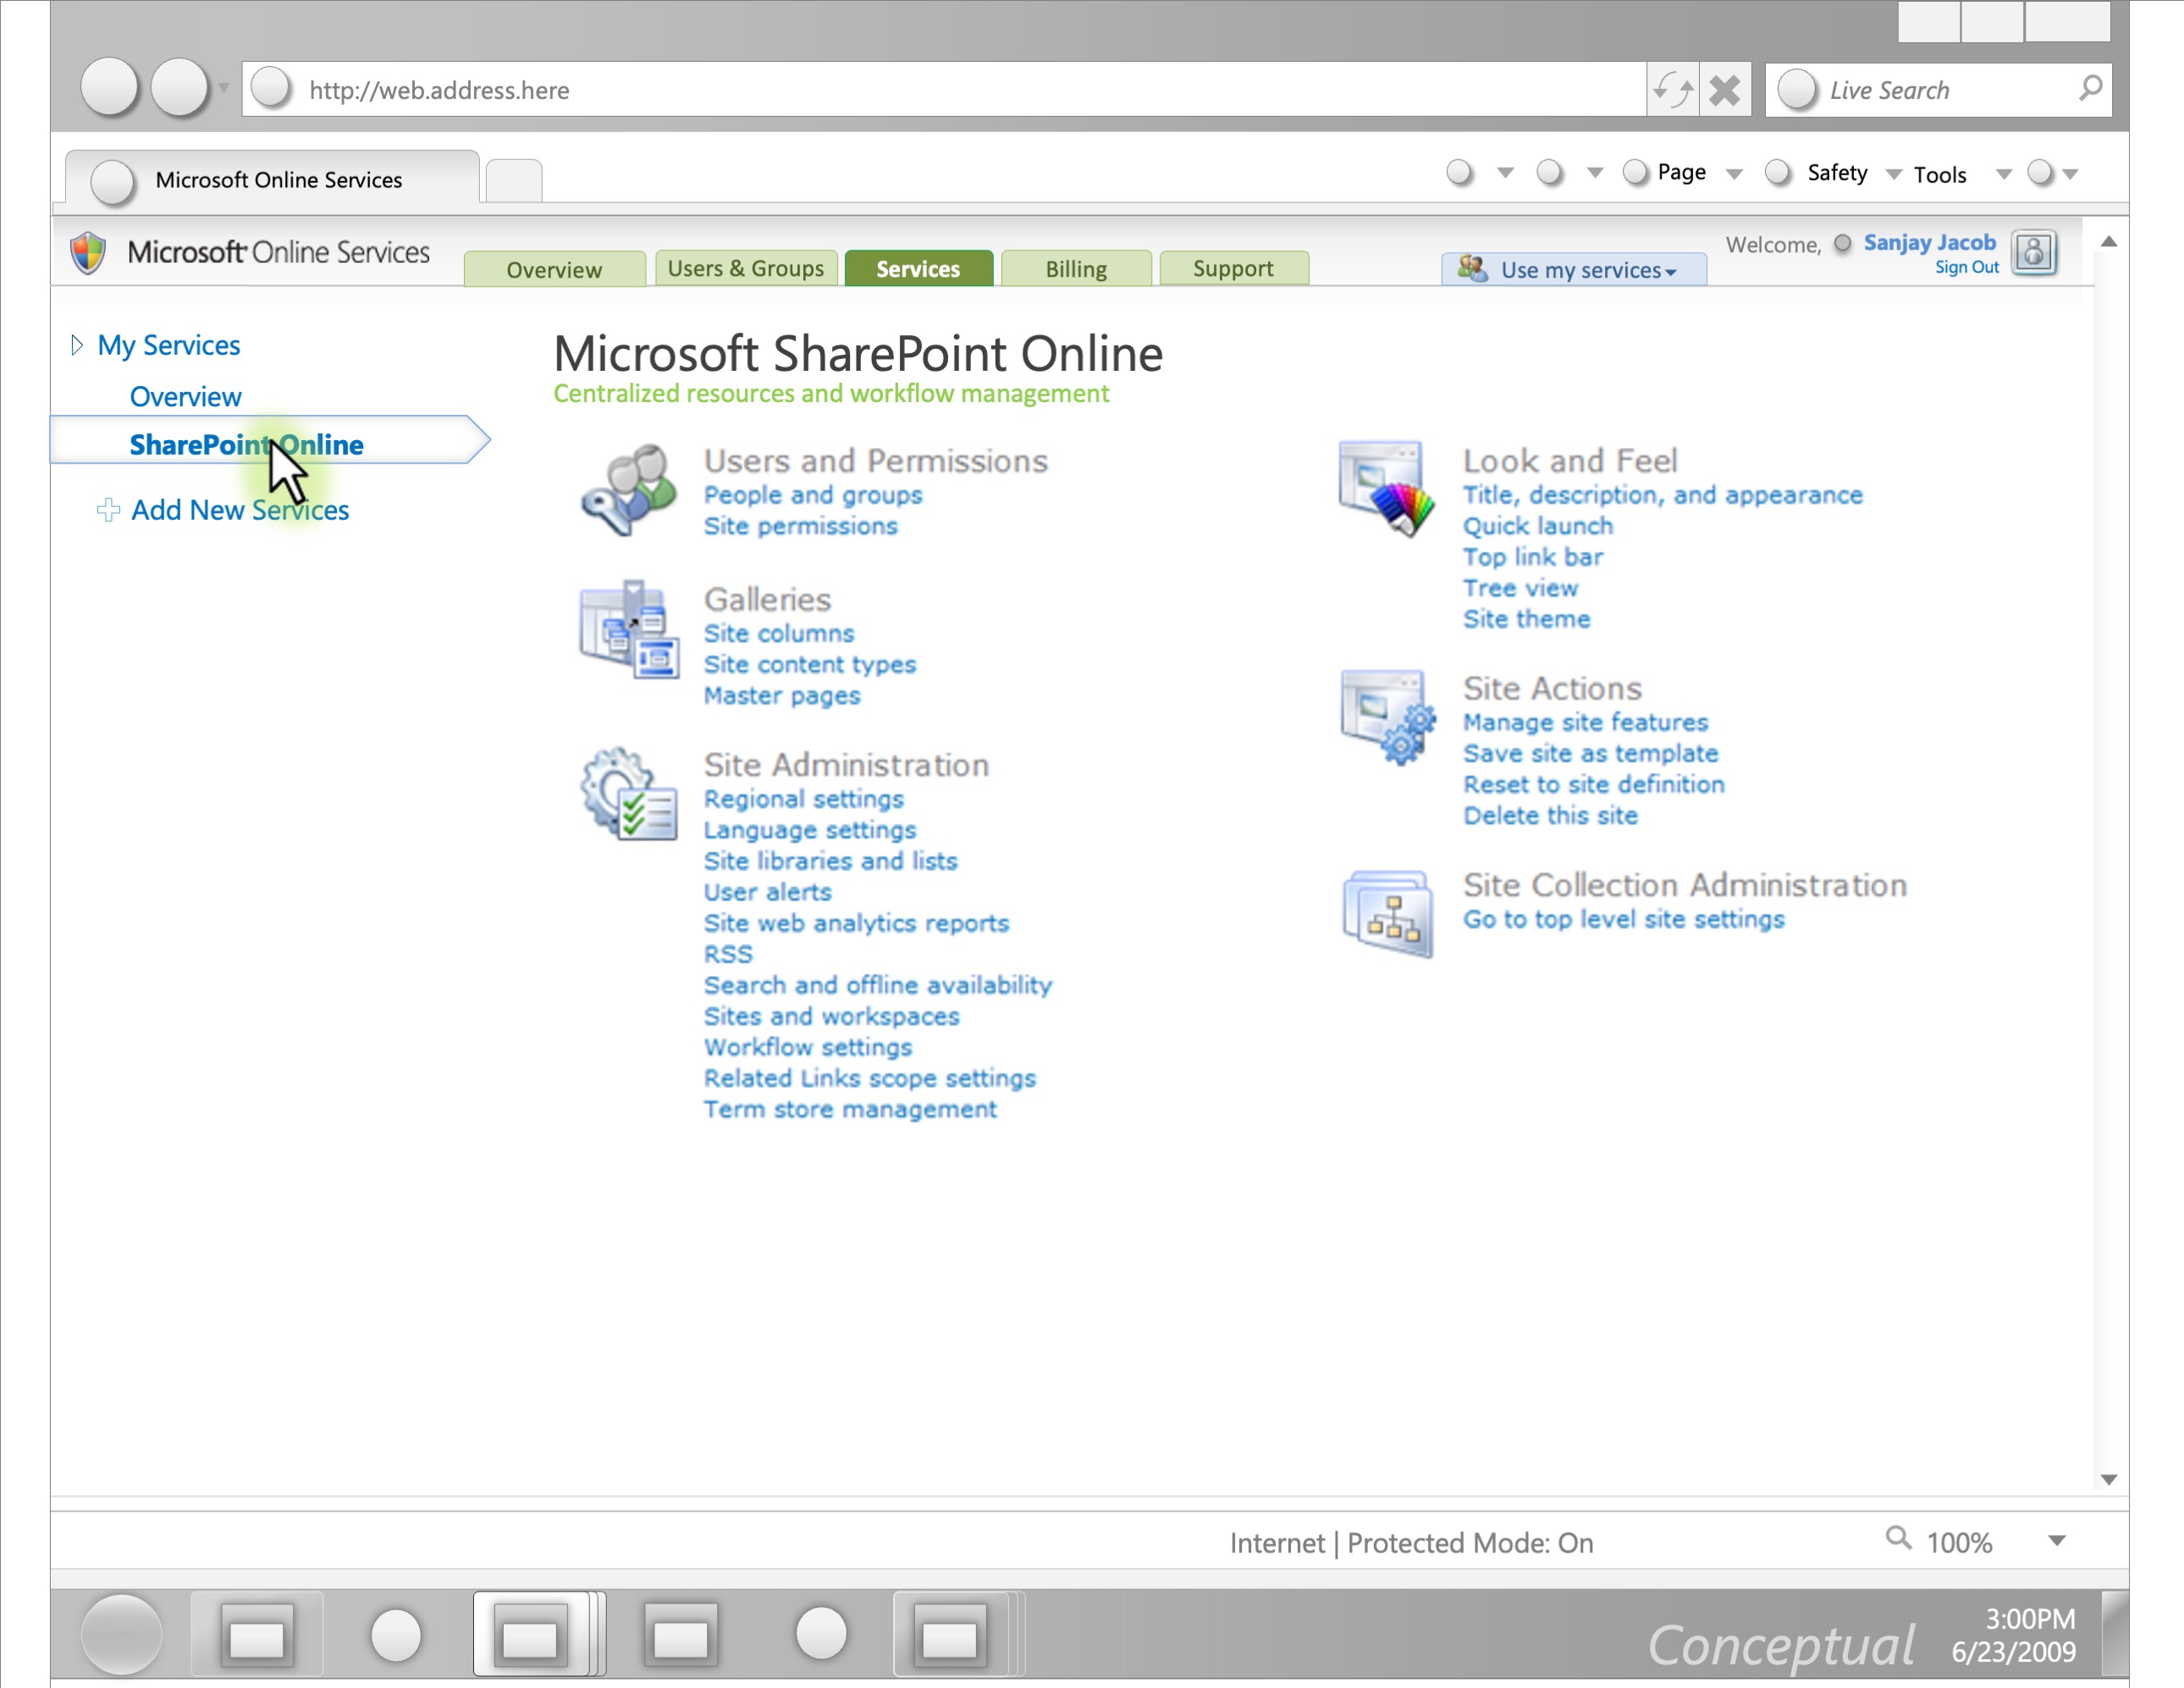 http://web.address.here
Live Search
Microsoft Online Services
Page
Safety
Tools
Microsoft Online Services
Overview
Users & Groups
Services
Billing
Support
Use my services
Welcome,
Sanjay Jacob
Sign Out
My Services
Overview
SharePoint Online
Add New Services
Microsoft SharePoint Online
Centralized resources and workflow management
Users and Permissions
People and groups
Site permissions
Galleries
Site columns
Site content types
Master pages
Site Administration
Regional settings
Language settings
Site libraries and lists
User alerts
Site web analytics reports
RSS
Search and offline availability
Sites and workspaces
Workflow settings
Related Links scope settings
Term store management
Look and Feel
Title, description, and appearance
Quick launch
Top link bar
Tree view
Site theme
Site Actions
Manage site features
Save site as template
Reset to site definition
Delete this site
Site Collection Administration
Go to top level site settings
Internet | Protected Mode: On
100%
Conceptual
3:00PM
6/23/2009